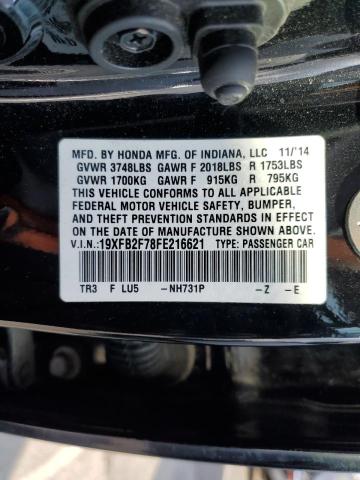 MFD. BY HONDA MFG. OF INDIANA, LLC 11/'14
GVWR 3748LBS GAWR F 2018LBS R 1753LBS
GVWR 1700KG GAWR F 915KG R 795KG
THIS VEHICLE CONFORMS TO ALL APPLICABLE
FEDERAL MOTOR VEHICLE SAFETY, BUMPER,
AND THEFT PREVENTION STANDARDS IN EFFECT
ON THE DATE OF MANUFACTURE SHOWN ABOVE.
V.I.N.:19XFB2F78FE216621 TYPE: PASSENGER CAR
TR3 F LU5 -NH731P -Z -E